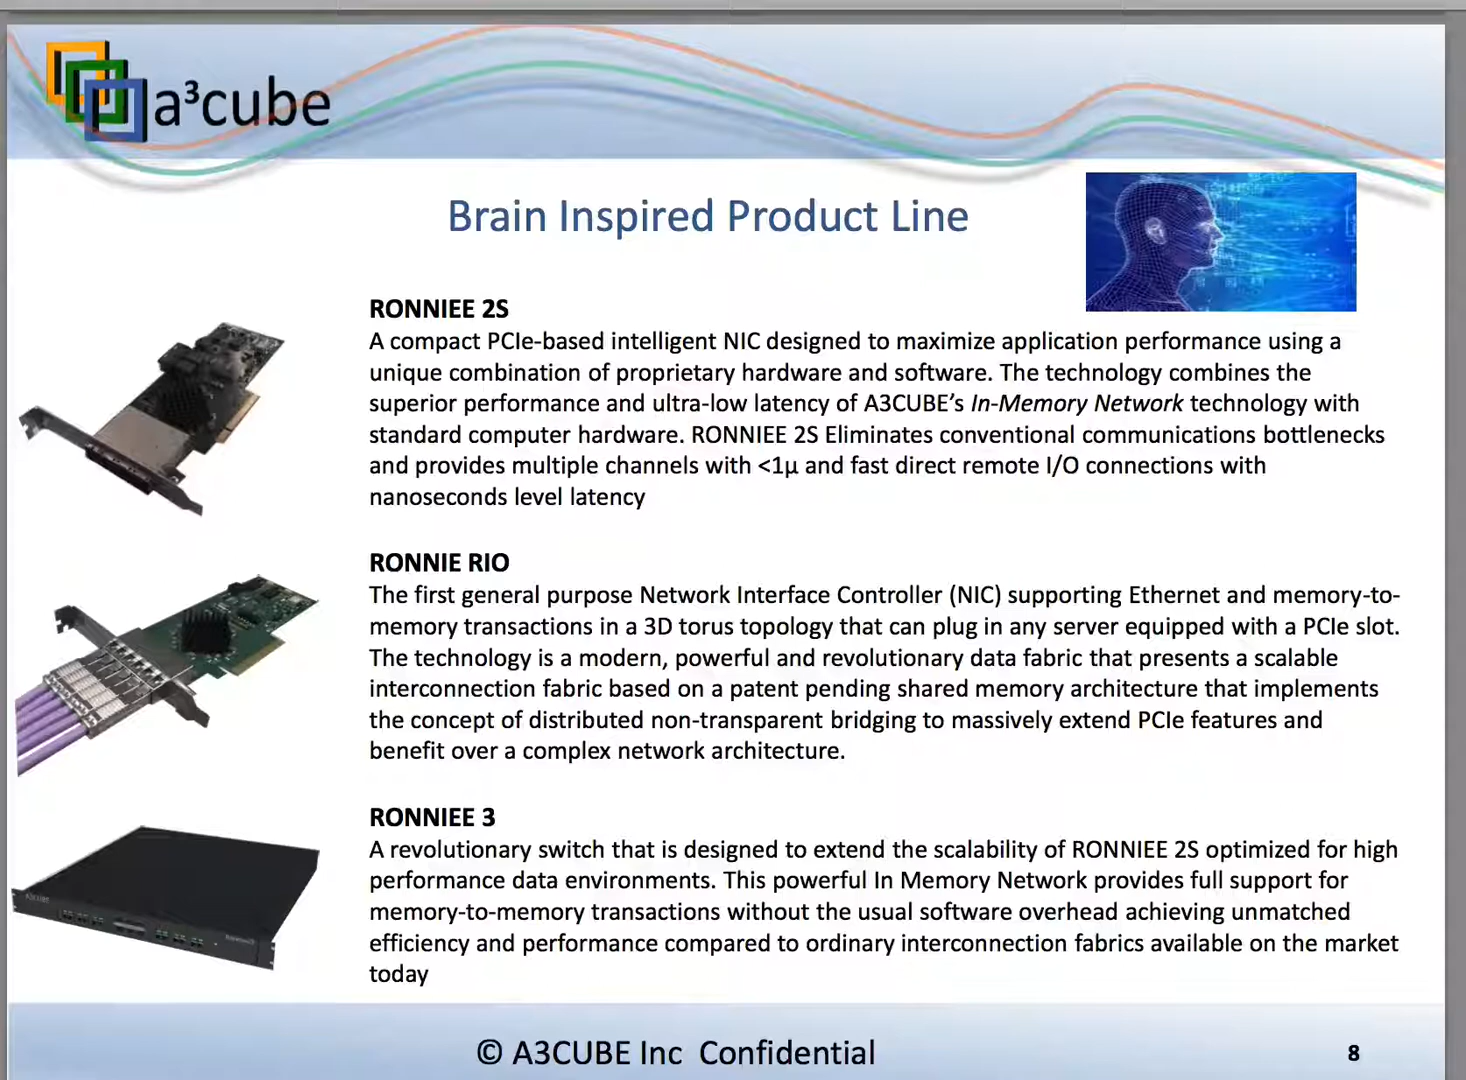 a³cube
Brain Inspired Product Line
RONNIEE 2S
A compact PCIe-based intelligent NIC designed to maximize application performance using a
unique combination of proprietary hardware and software. The technology combines the
superior performance and ultra-low latency of A3CUBE’s In-Memory Network technology with
standard computer hardware. RONNIEE 2S Eliminates conventional communications bottlenecks
and provides multiple channels with <1µ and fast direct remote I/O connections with
nanoseconds level latency
RONNIE RIO
The first general purpose Network Interface Controller (NIC) supporting Ethernet and memory-to-
memory transactions in a 3D torus topology that can plug in any server equipped with a PCIe slot.
The technology is a modern, powerful and revolutionary data fabric that presents a scalable
interconnection fabric based on a patent pending shared memory architecture that implements
the concept of distributed non-transparent bridging to massively extend PCIe features and
benefit over a complex network architecture.
RONNIEE 3
A revolutionary switch that is designed to extend the scalability of RONNIEE 2S optimized for high
performance data environments. This powerful In Memory Network provides full support for
memory-to-memory transactions without the usual software overhead achieving unmatched
efficiency and performance compared to ordinary interconnection fabrics available on the market
today
A3CUBE
© A3CUBE Inc Confidential
8